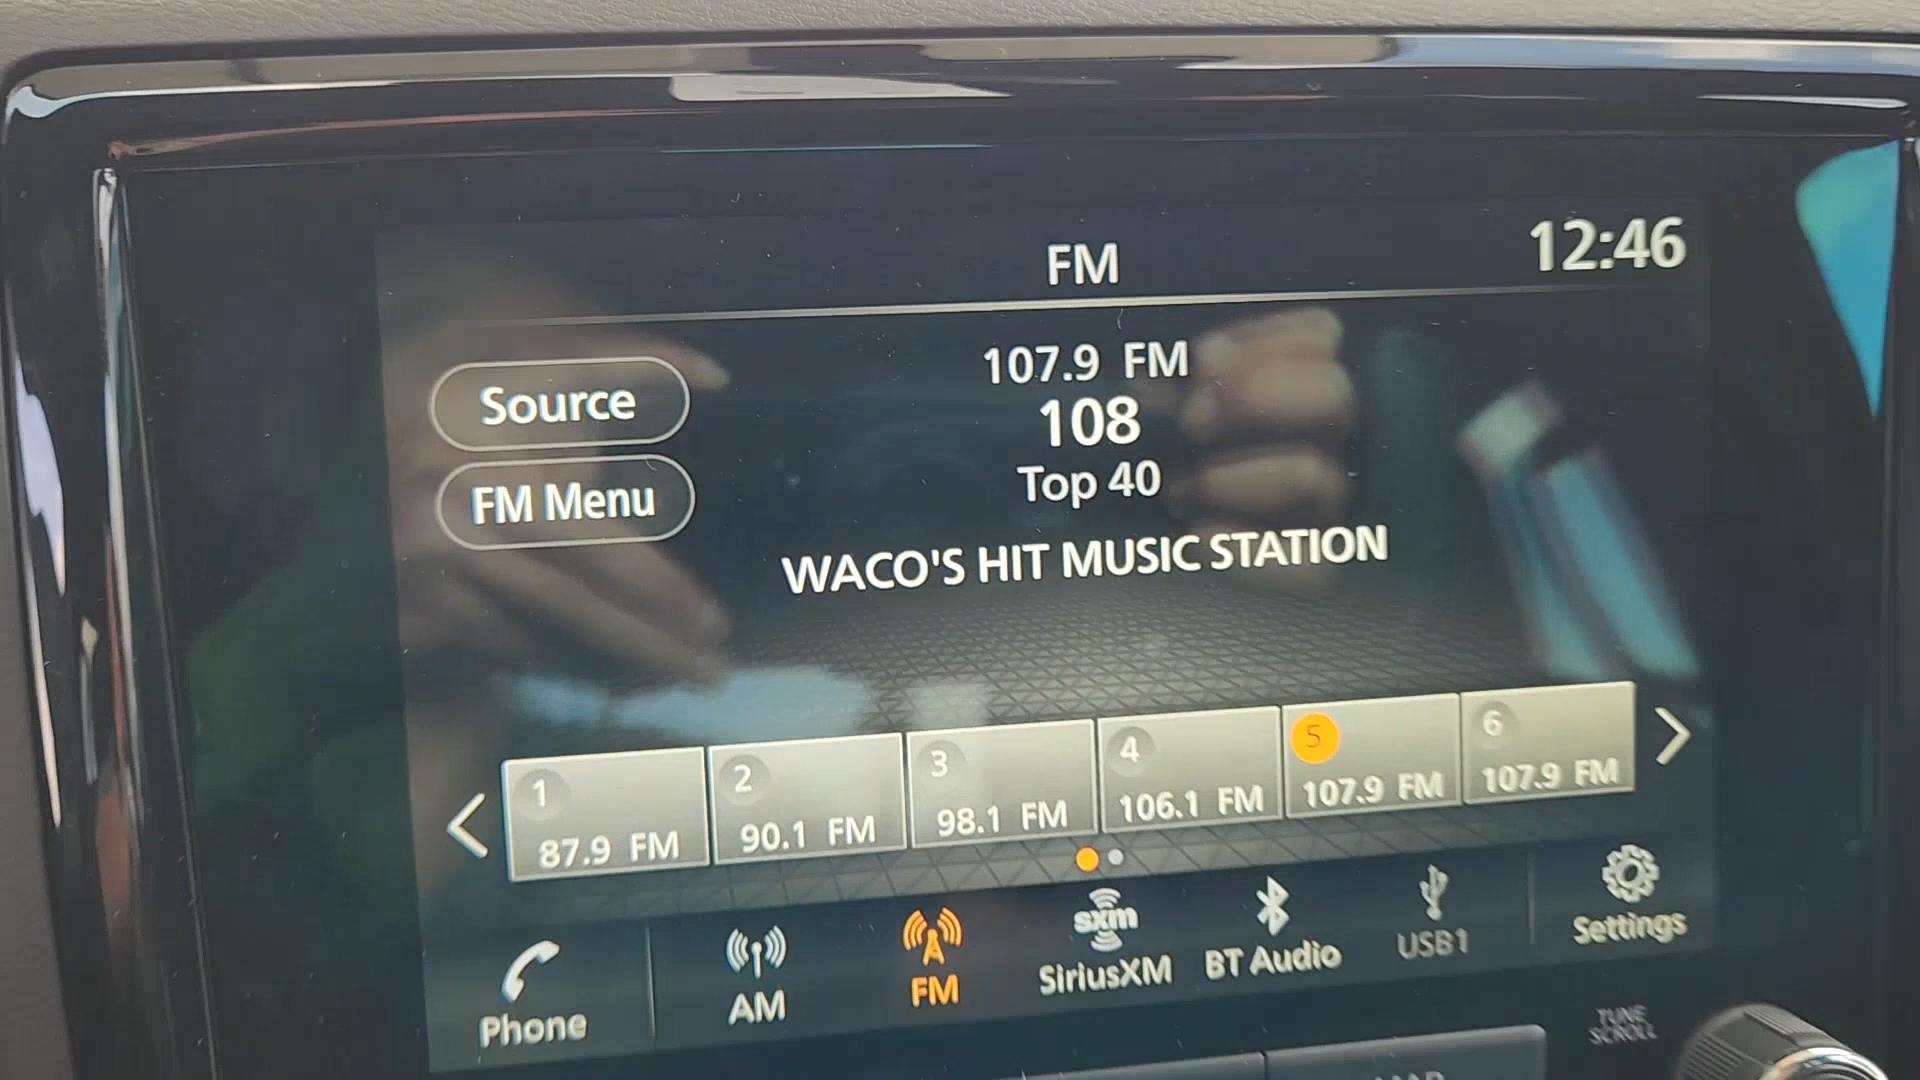 FM
12:46
Source
FM Menu
107.9 FM
108
Top 40
WACO'S HIT MUSIC STATION
1
87.9 FM
2
90.1 FM
3
98.1 FM
4
106.1 FM
5
107.9 FM
6
107.9 FM
Phone
AM
FM
sxm
SiriusXM
BT Audio
USB1
Settings
TUNE
SCROLL